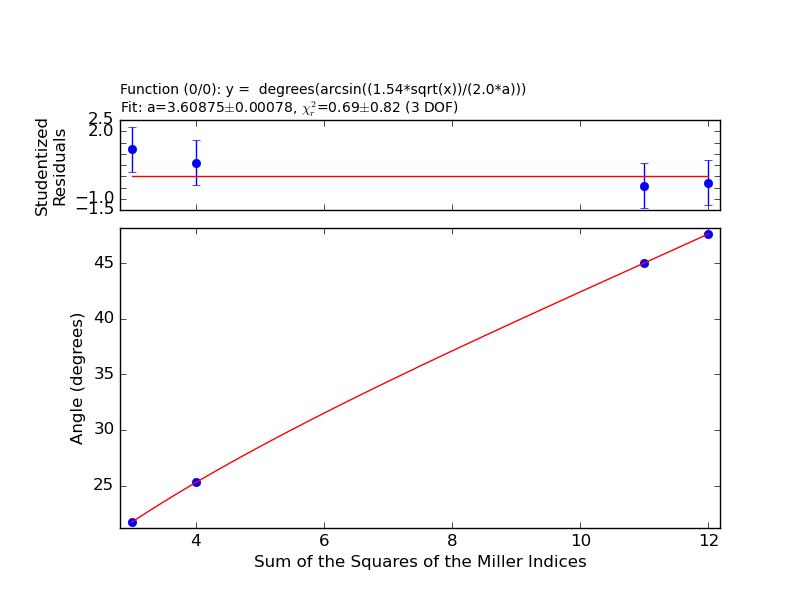 Function (0/0): y =  degrees(arcsin((1.54*sqrt(x))/(2.0*a)))
Fit: a=3.60875±0.00078, χ_r^2=0.69±0.82 (3 DOF)
2.5
2.0
−1.0
−1.5
Studentized
Residuals
45
40
35
30
25
Angle (degrees)
4 6 8 10 12
Sum of the Squares of the Miller Indices